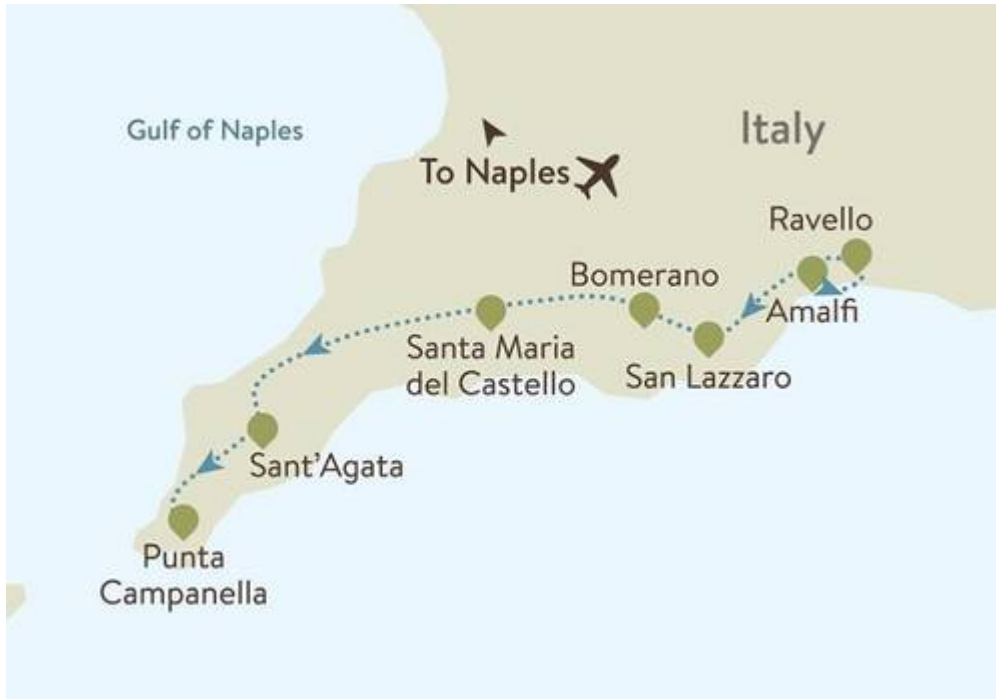 Gulf of Naples
Italy
To Naples
Ravello
Bomerano
Amalfi
Santa Maria
del Castello
San Lazzaro
Sant'Agata
Punta
Campanella